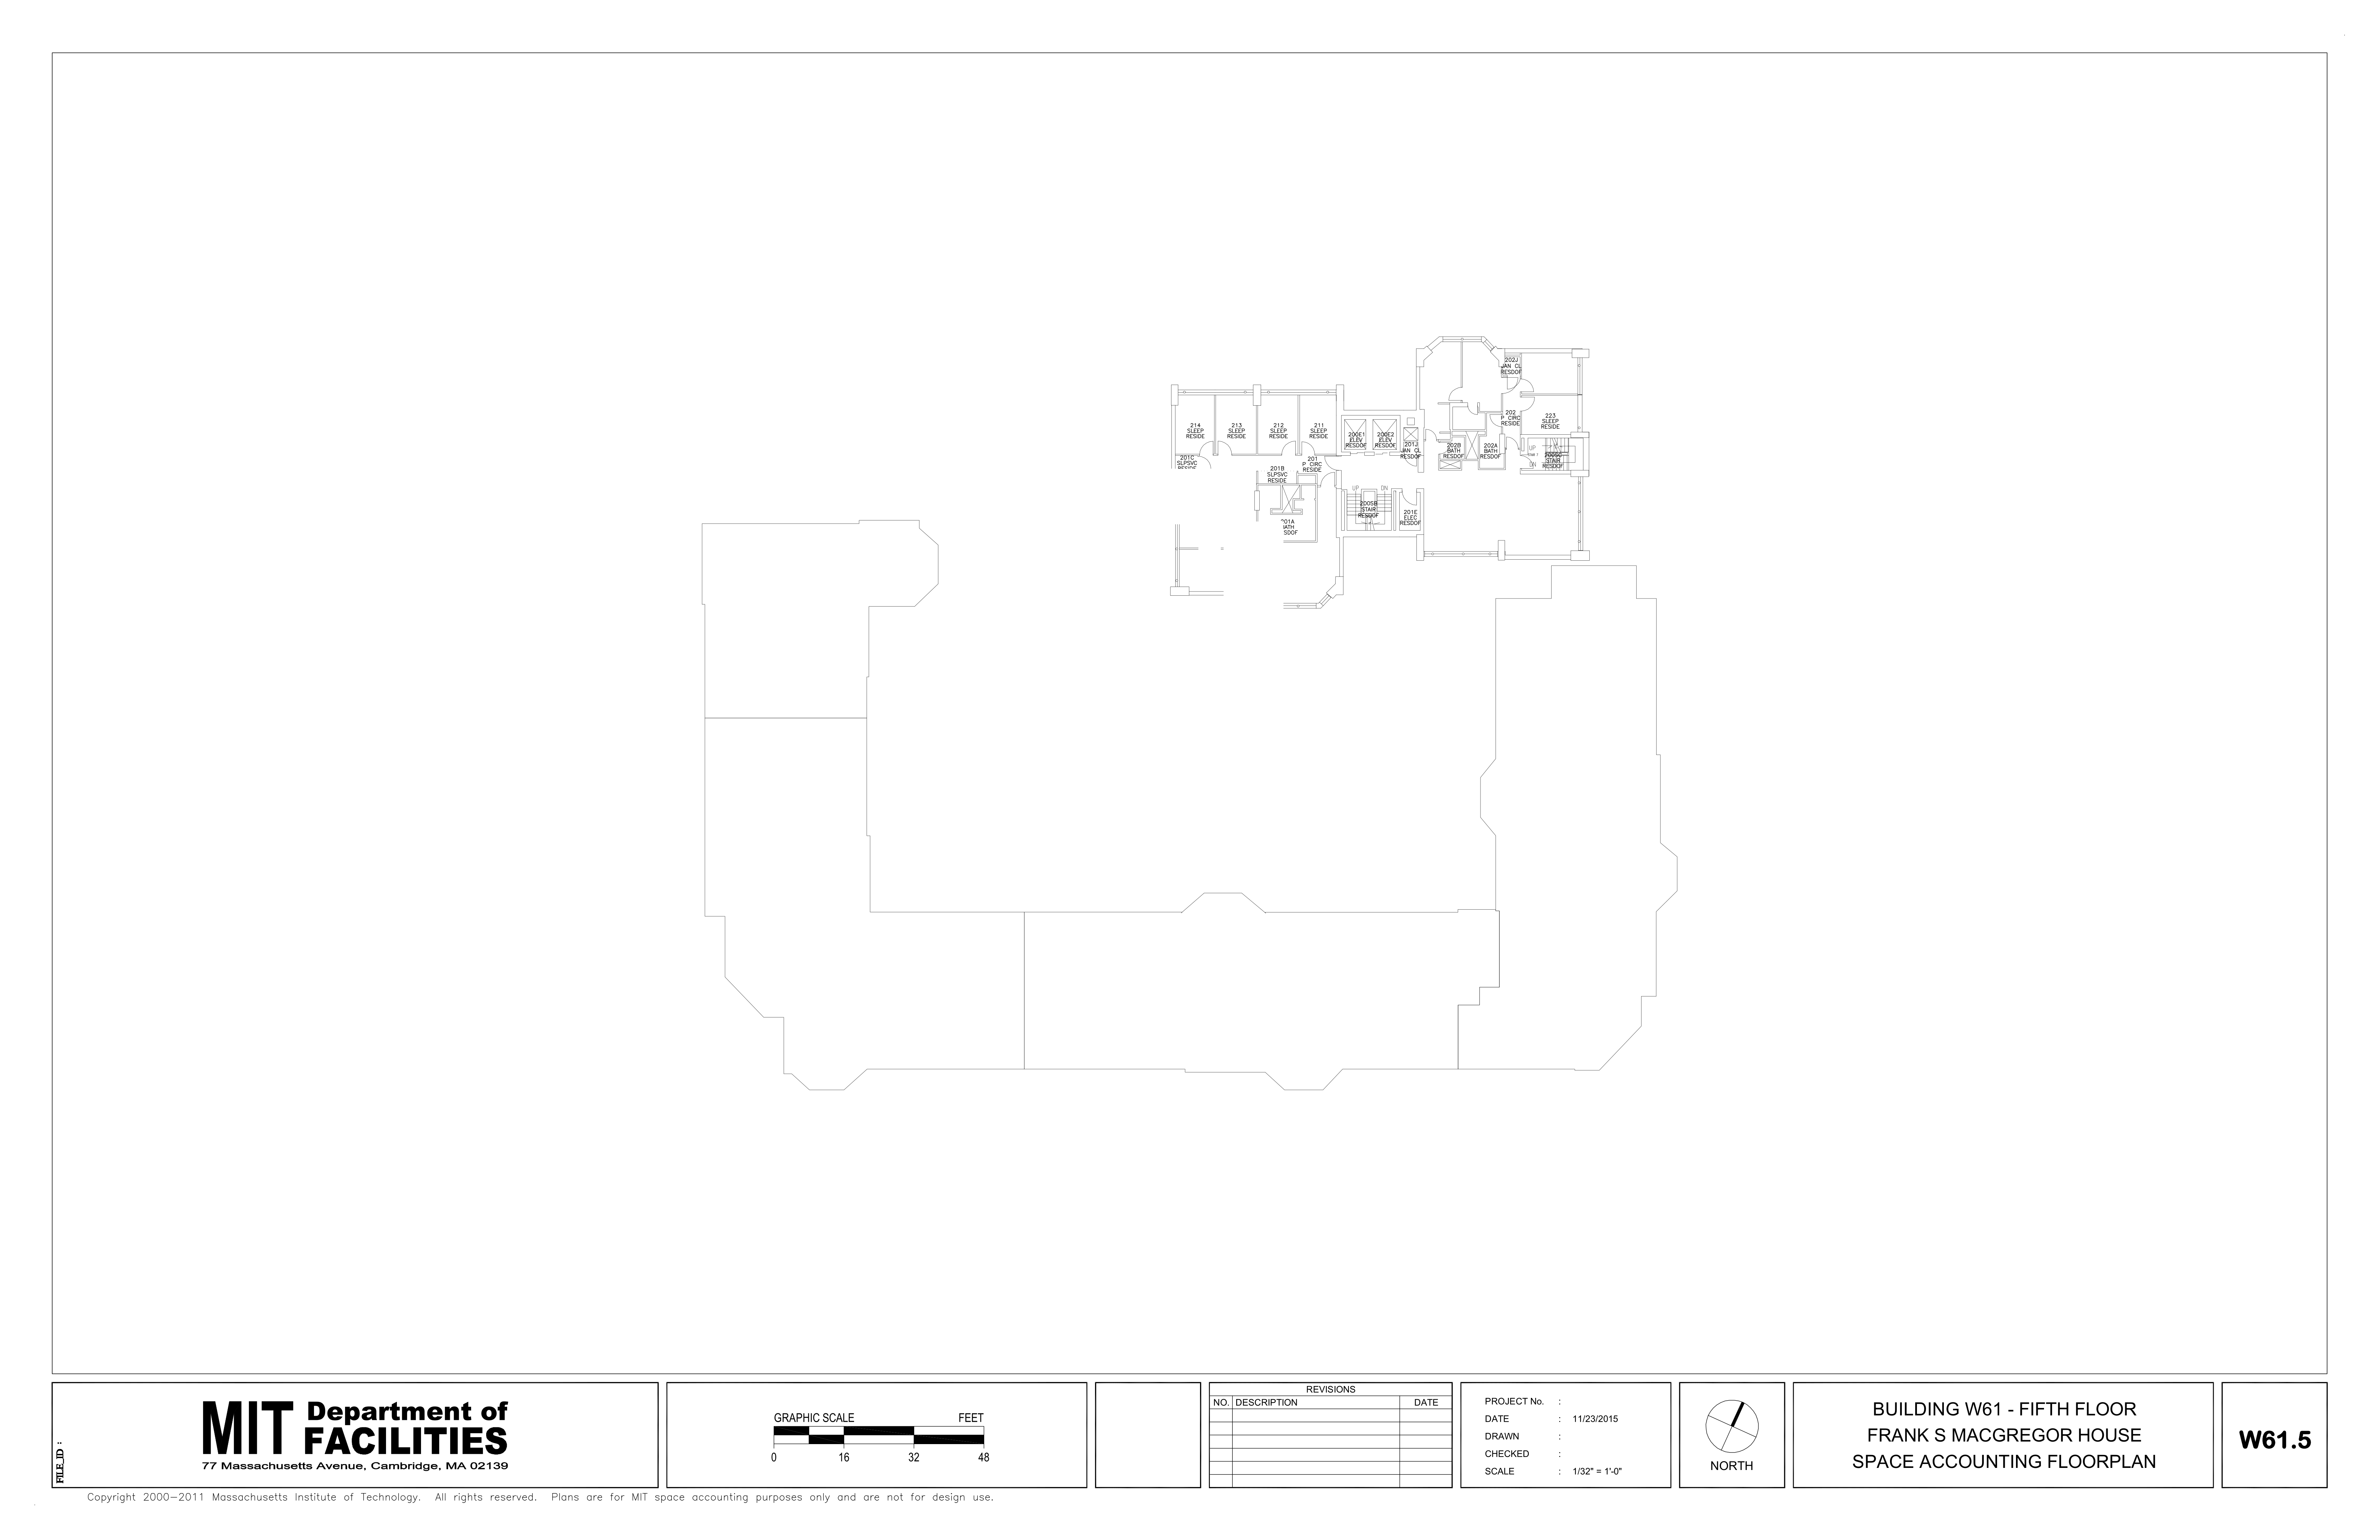 202J
JAN CL
RESDOF
214
SLEEP
RESIDE
213
SLEEP
RESIDE
212
SLEEP
RESIDE
211
SLEEP
RESIDE
202
P CIRC
RESIDE
223
SLEEP
RESIDE
200E1
ELEV
RESDOF
200E2
ELEV
RESDOF
201J
JAN CL
RESDOF
202B
BATH
RESDOF
202A
BATH
RESDOF
UP
DN
200SC
STAIR
RESDOF
201C
SLPSVC
RESIDE
201B
SLPSVC
RESIDE
201
P CIRC
RESIDE
UP
DN
200SB
STAIR
RESDOF
201E
ELEC
RESDOF
01A
ATH
SDOF
FILE_ID :
MIT Department of
FACILITIES
77 Massachusetts Avenue, Cambridge, MA 02139
GRAPHIC SCALE FEET
0 16 32 48
REVISIONS
NO. DESCRIPTION DATE
PROJECT No. :
DATE : 11/23/2015
DRAWN :
CHECKED :
SCALE : 1/32" = 1'-0"
NORTH
BUILDING W61 - FIFTH FLOOR
FRANK S MACGREGOR HOUSE
SPACE ACCOUNTING FLOORPLAN
W61.5
Copyright 2000-2011 Massachusetts Institute of Technology. All rights reserved. Plans are for MIT space accounting purposes only and are not for design use.